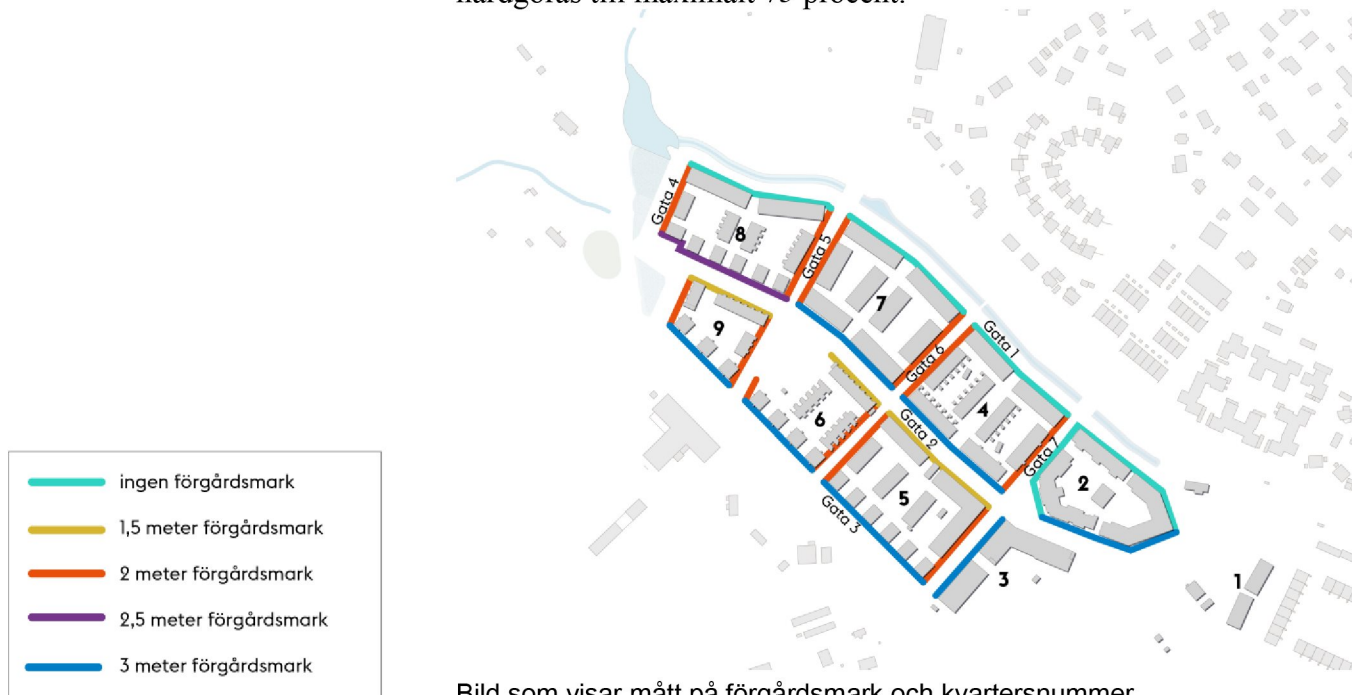 Gata 4
8
Gata 5
7
9
Gata 1
Gata 6
4
6
Gata 2
Gata 7
2
5
Gata 3
3
1
ingen förgårdsmark
1,5 meter förgårdsmark
2 meter förgårdsmark
2,5 meter förgårdsmark
3 meter förgårdsmark
Bild som visar mått på förgårdsmark och kvartersnummer